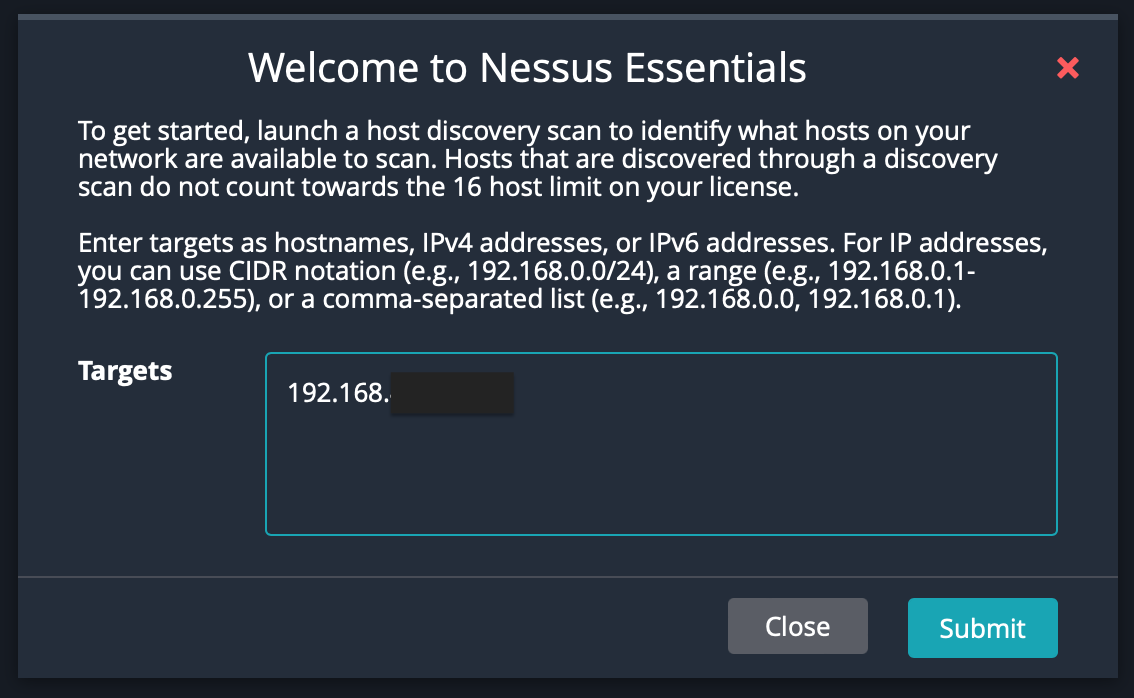 Welcome to Nessus Essentials
To get started, launch a host discovery scan to identify what hosts on your
network are available to scan. Hosts that are discovered through a discovery
scan do not count towards the 16 host limit on your license.
Enter targets as hostnames, IPv4 addresses, or IPv6 addresses. For IP addresses,
you can use CIDR notation (e.g., 192.168.0.0/24), a range (e.g., 192.168.0.1-
192.168.0.255), or a comma-separated list (e.g., 192.168.0.0, 192.168.0.1).
Targets
192.168.
Close
Submit